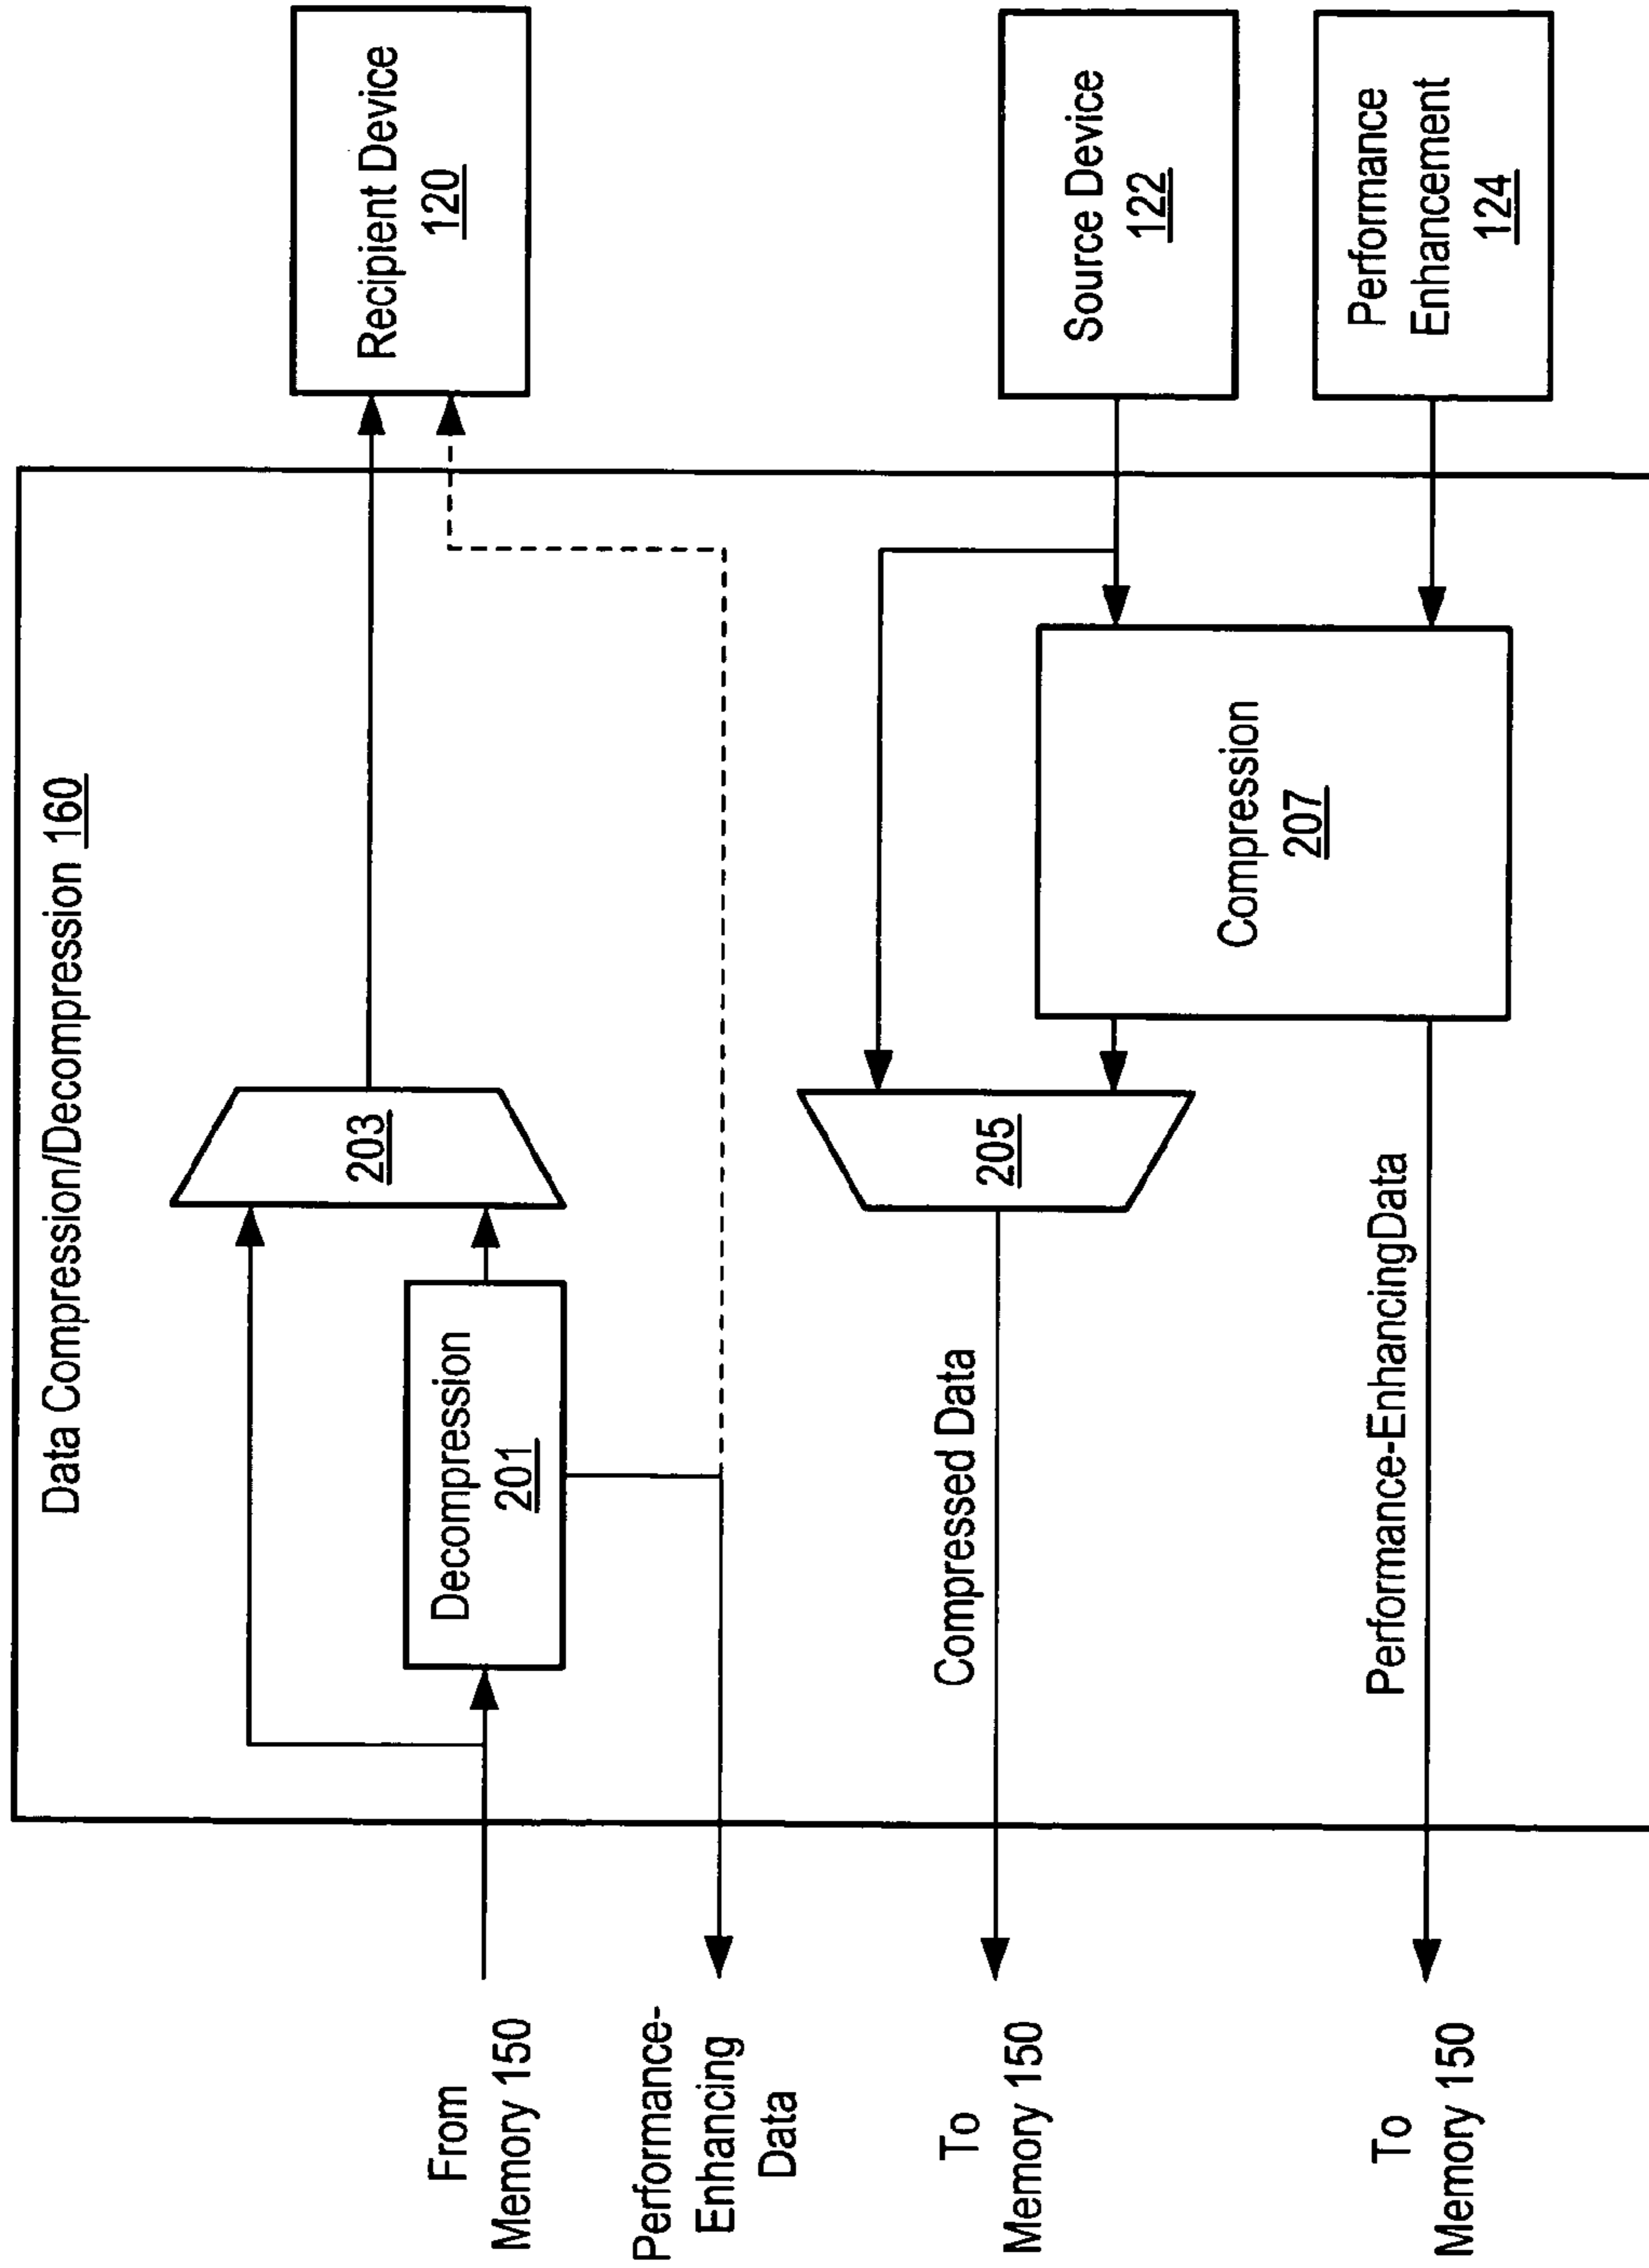 Data Compression/Decompression 160
From
Memory 150
Decompression
201
203
Recipient Device
120
Performance-
Enhancing
Data
To
Memory 150
Compressed Data
205
Source Device
122
Compression
207
Performance
Enhancement
124
To
Memory 150
Performance-EnhancingData